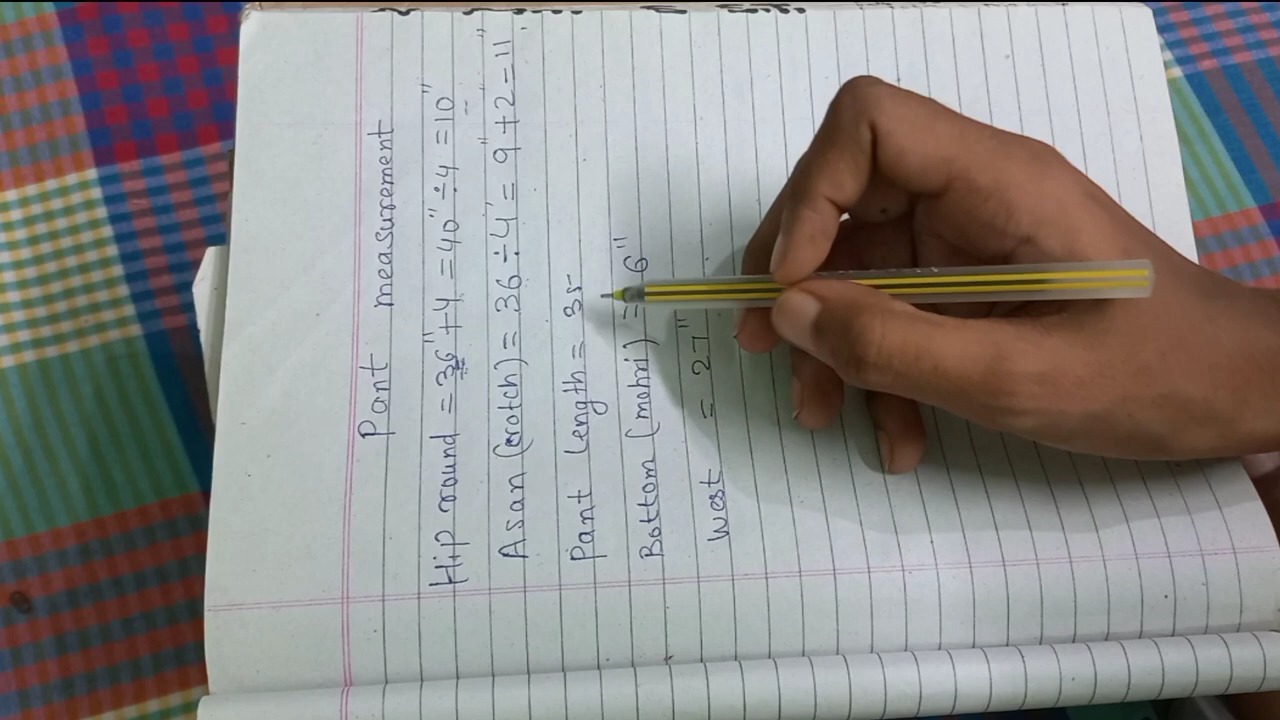 Pant measurement
Hip round = 36" + 4 = 40" ÷ 4 = 10"
Asan (crotch) = 36 ÷ 4" = 9" + 2" = 11"
Pant length = 35
Bottom (mohri) = 6"
West = 27"